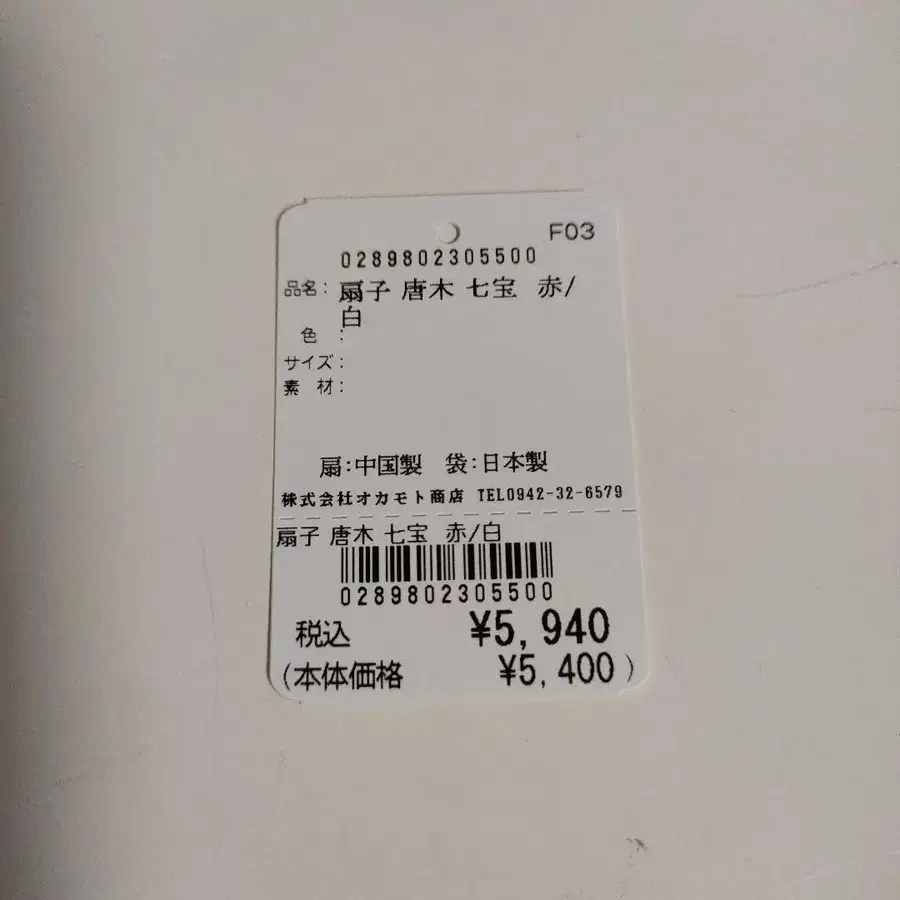 F03
0289802305500
品名: 扇子 唐木 七宝 赤/
白
色 :
サイズ:
素 材:
扇:中国製 袋:日本製
株式会社オカモト商店 TEL0942-32-6579
扇子 唐木 七宝 赤/白
0289802305500
税込 ¥5,940
(本体価格 ¥5,400)